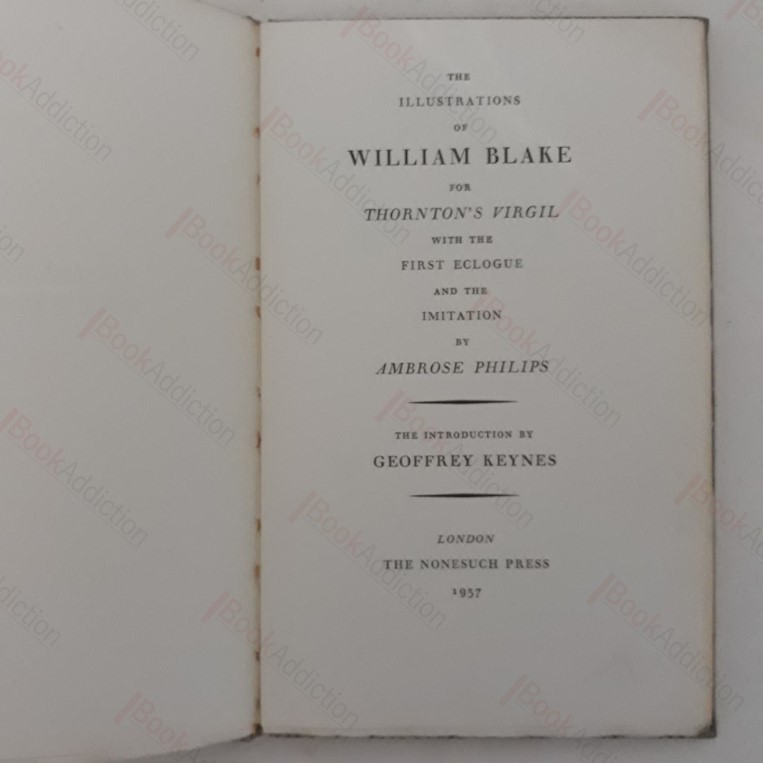 THE
ILLUSTRATIONS
OF
WILLIAM BLAKE
FOR
THORNTON'S VIRGIL
WITH THE
FIRST ECLOGUE
AND THE
IMITATION
BY
AMBROSE PHILIPS
THE INTRODUCTION BY
GEOFFREY KEYNES
LONDON
THE NONESUCH PRESS
1937
BookAddiction